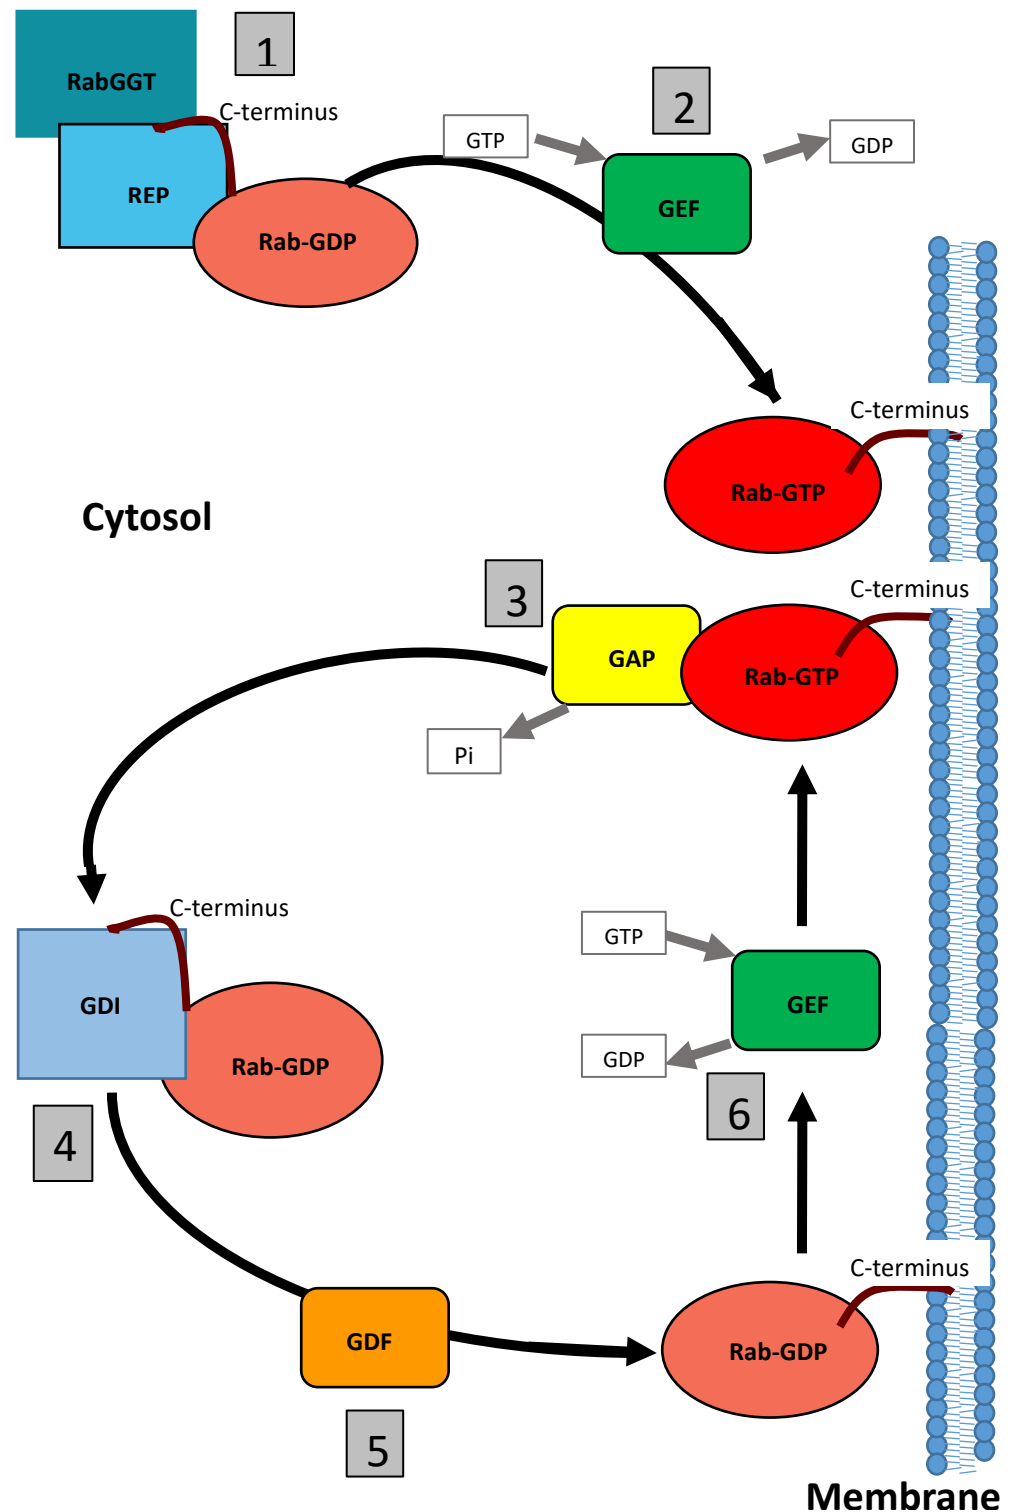 1
RabGGT
C-terminus
2
GTP
GDP
REP
GEF
Rab-GDP
C-terminus
Rab-GTP
Cytosol
3
C-terminus
GAP
Rab-GTP
Pi
C-terminus
GTP
GDI
GEF
GDP
Rab-GDP
6
4
C-terminus
GDF
Rab-GDP
5
Membrane